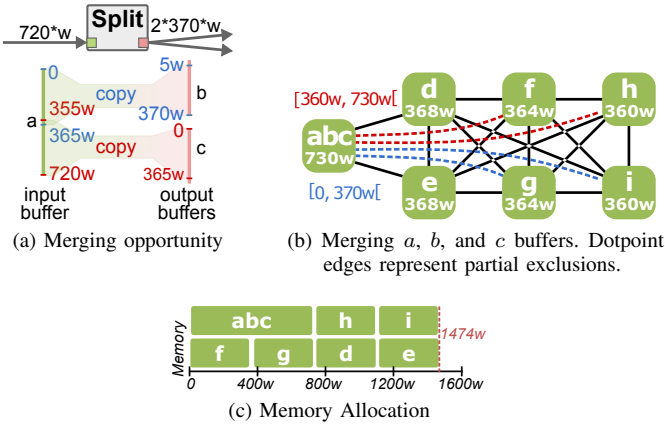 Split
720*w
2*370*w
0
5w
copy
b
355w
370w
a
365w
0
copy
c
720w
365w
input
buffer
output
buffers
(a) Merging opportunity
d
368w
f
364w
h
360w
[360w, 730w[
abc
730w
[0, 370w[
e
368w
g
364w
i
360w
(b) Merging a, b, and c buffers. Dotpoint
edges represent partial exclusions.
Memory
abc
h
i
1474w
f
g
d
e
0
400w
800w
1200w
1600w
(c) Memory Allocation